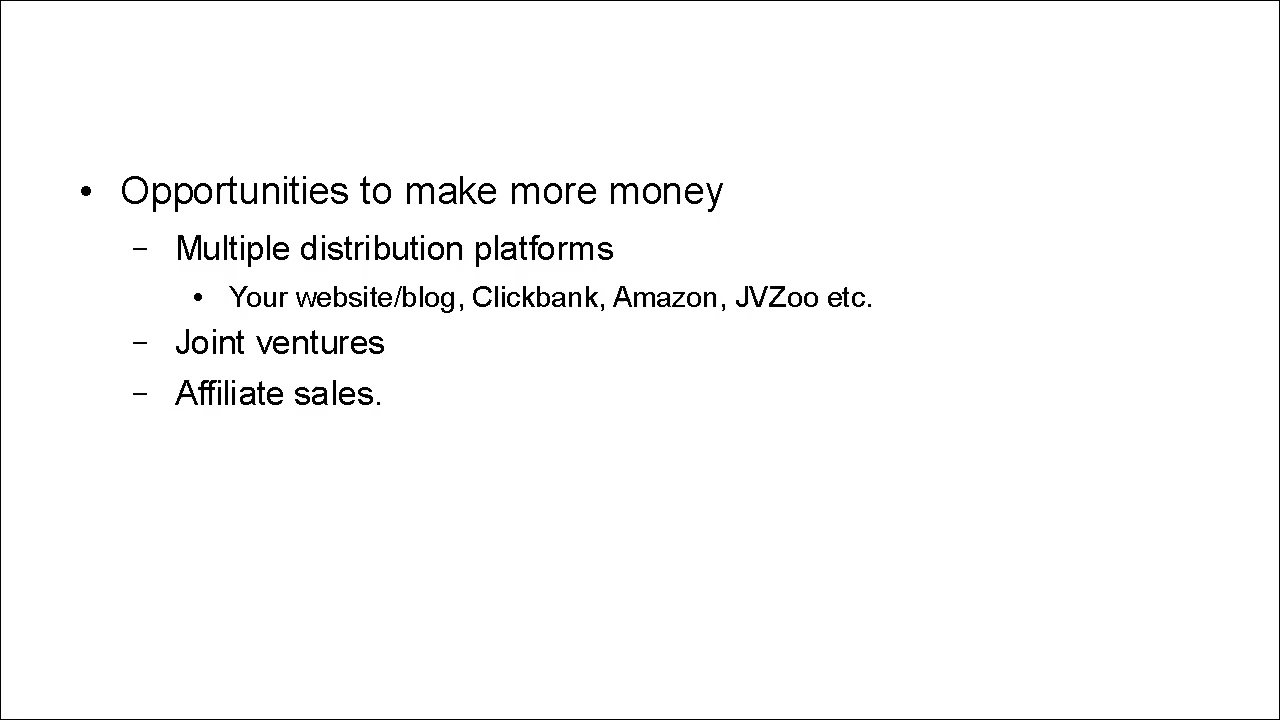 • Opportunities to make more money
– Multiple distribution platforms
• Your website/blog, Clickbank, Amazon, JVZoo etc.
– Joint ventures
– Affiliate sales.